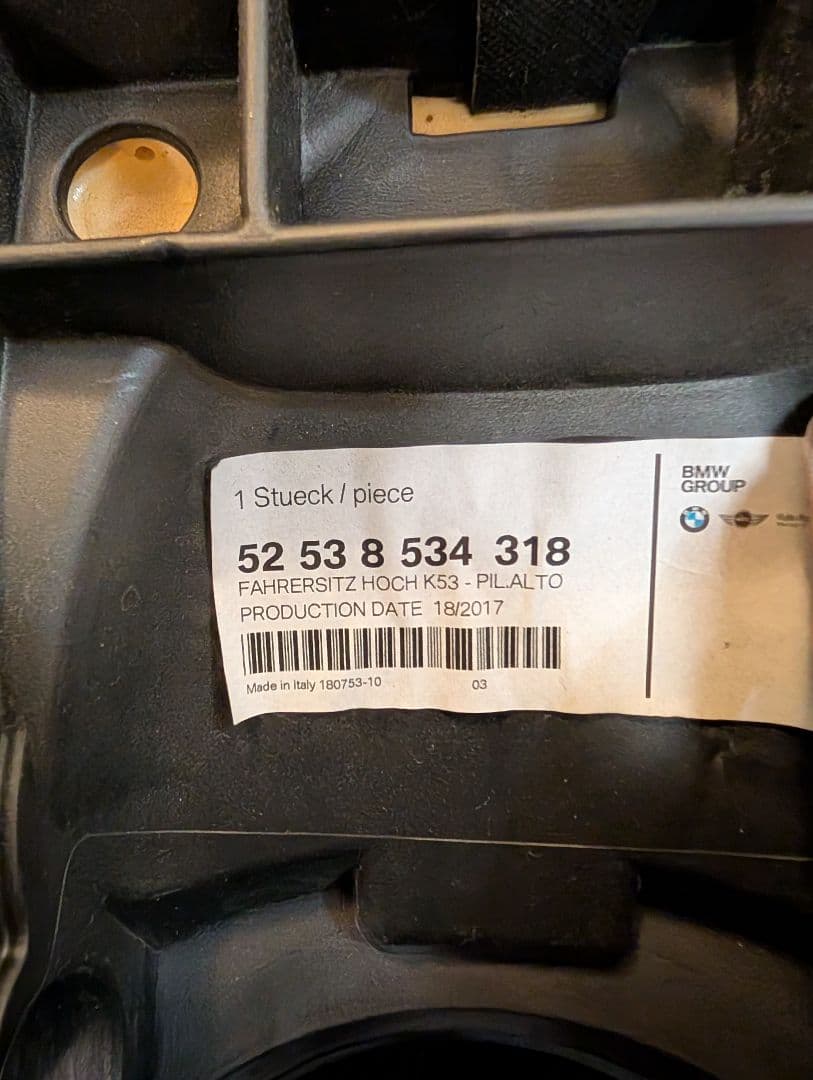 1 Stueck / piece
52 53 8 534 318
FAHRERSITZ HOCH K53 - PIL.ALTO
PRODUCTION DATE 18/2017
Made in Italy 180753-10 03
BMW
GROUP